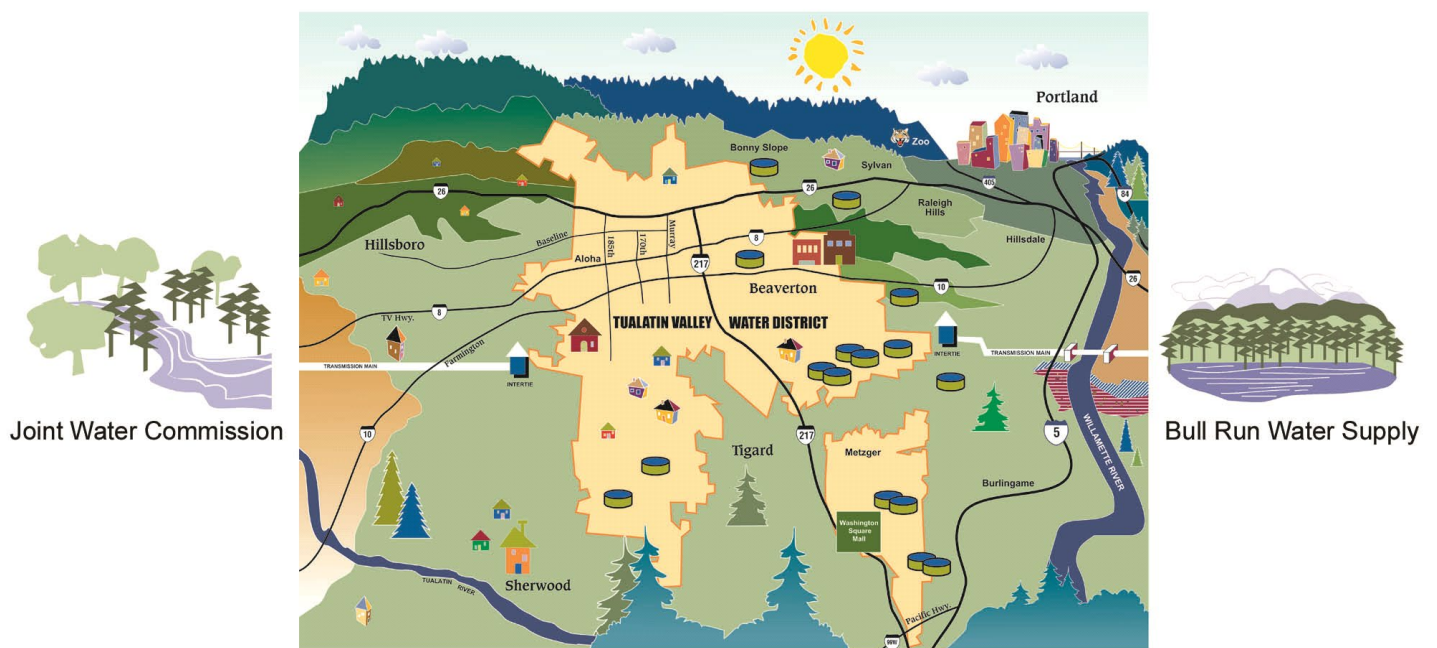 Portland
Bonny Slope
Zoo
Sylvan
405
84
26
26
Raleigh
Hills
Hillsboro
Baseline
185th
170th
Murray
8
Hillsdale
Aloha
217
26
10
Beaverton
8
TV Hwy.
TUALATIN VALLEY WATER DISTRICT
Farmington
INTERTIE
TRANSMISSION MAIN
TRANSMISSION MAIN
INTERTIE
Joint Water Commission
Bull Run Water Supply
10
217
5
WILLAMETTE RIVER
Tigard
Metzger
Burlingame
Washington
Square
Mall
TUALATIN
RIVER
Sherwood
Pacific Hwy.
99W